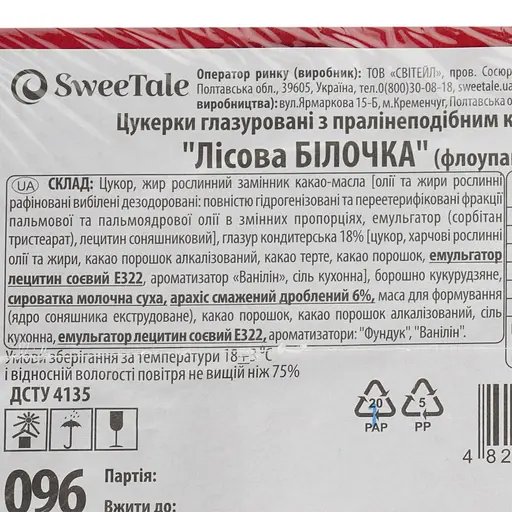 SweeTale
Оператор ринку (виробник): ТОВ «СВІТЕЙЛ», пров. Сосюр
Полтавська обл., 39605, Україна, тел.0(800)30-08-18, sweetale.ua
виробництва): вул.Ярмаркова 15-Б, м.Кременчуг, Полтавська о
Цукерки глазуровані з пралінеподібним к
"Лісова БІЛОЧКА" (флоупа
UA СКЛАД: Цукор, жир рослинний замінник какао-масла [олії та жири рослинні
рафіновані вибілені дезодоровані: повністю гідрогенізовані та переетерифіковані фракції
пальмової та пальмоядрової олії в змінних пропорціях, емульгатор (сорбітан
тристеарат), лецитин соняшниковий], глазур кондитерська 18% [цукор, харчові рослинні
олії та жири, какао порошок алкалізований, какао терте, какао порошок, емульгатор
лецитин соєвий Е322, ароматизатор «Ванілін», сіль кухонна], борошно кукурудзяне,
сироватка молочна суха, арахіс смажений дроблений 6%, маса для формування
(ядро соняшника екструдоване), какао порошок, какао порошок алкалізований, сіль
кухонна, емульгатор лецитин соєвий Е322, ароматизатори: "Фундук", "Ванілін".
Умови зберігання за температури 18±3 °С
і відносній вологості повітря не вищій ніж 75%
ДСТУ 4135
20
PAP
5
PP
4 82
096
Партія:
Вжити до: